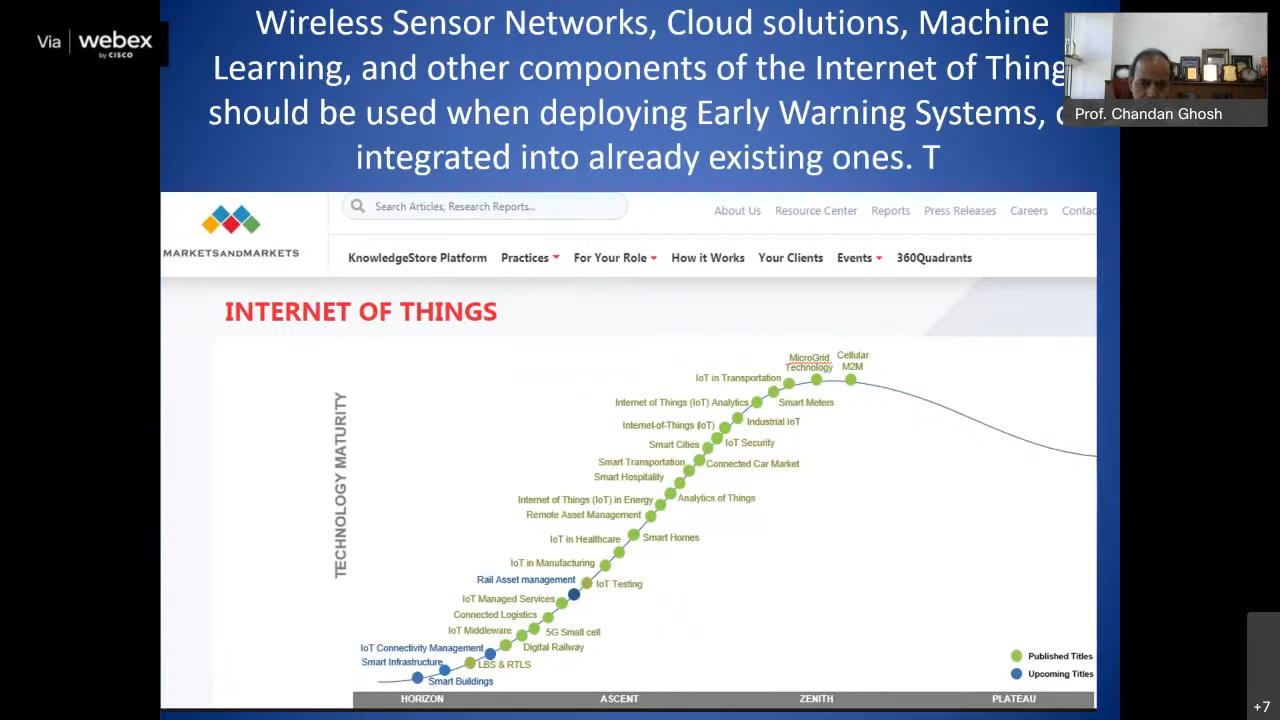 Via webex
by CISCO
Wireless Sensor Networks, Cloud solutions, Machine
Learning, and other components of the Internet of Thing
should be used when deploying Early Warning Systems,
integrated into already existing ones. T
Prof. Chandan Ghosh
MARKETSANDMARKETS
Search Articles, Research Reports...
About Us Resource Center Reports Press Releases Careers Contac
KnowledgeStore Platform Practices For Your Role How it Works Your Clients Events 360Quadrants
INTERNET OF THINGS
TECHNOLOGY MATURITY
MicroGrid
Technology
Cellular
M2M
IoT in Transportation
Internet of Things (IoT) Analytics
Smart Meters
Internet-of-Things (IoT)
Industrial IoT
Smart Cities
IoT Security
Smart Transportation
Connected Car Market
Smart Hospitality
Internet of Things (IoT) in Energy
Analytics of Things
Remote Asset Management
IoT in Healthcare
Smart Homes
IoT in Manufacturing
Rail Asset management
IoT Testing
IoT Managed Services
Connected Logistics
IoT Middleware
5G Small cell
IoT Connectivity Management
Digital Railway
Smart Infrastructure
LBS & RTLS
Smart Buildings
Published Titles
Upcoming Titles
HORIZON ASCENT ZENITH PLATEAU
+7